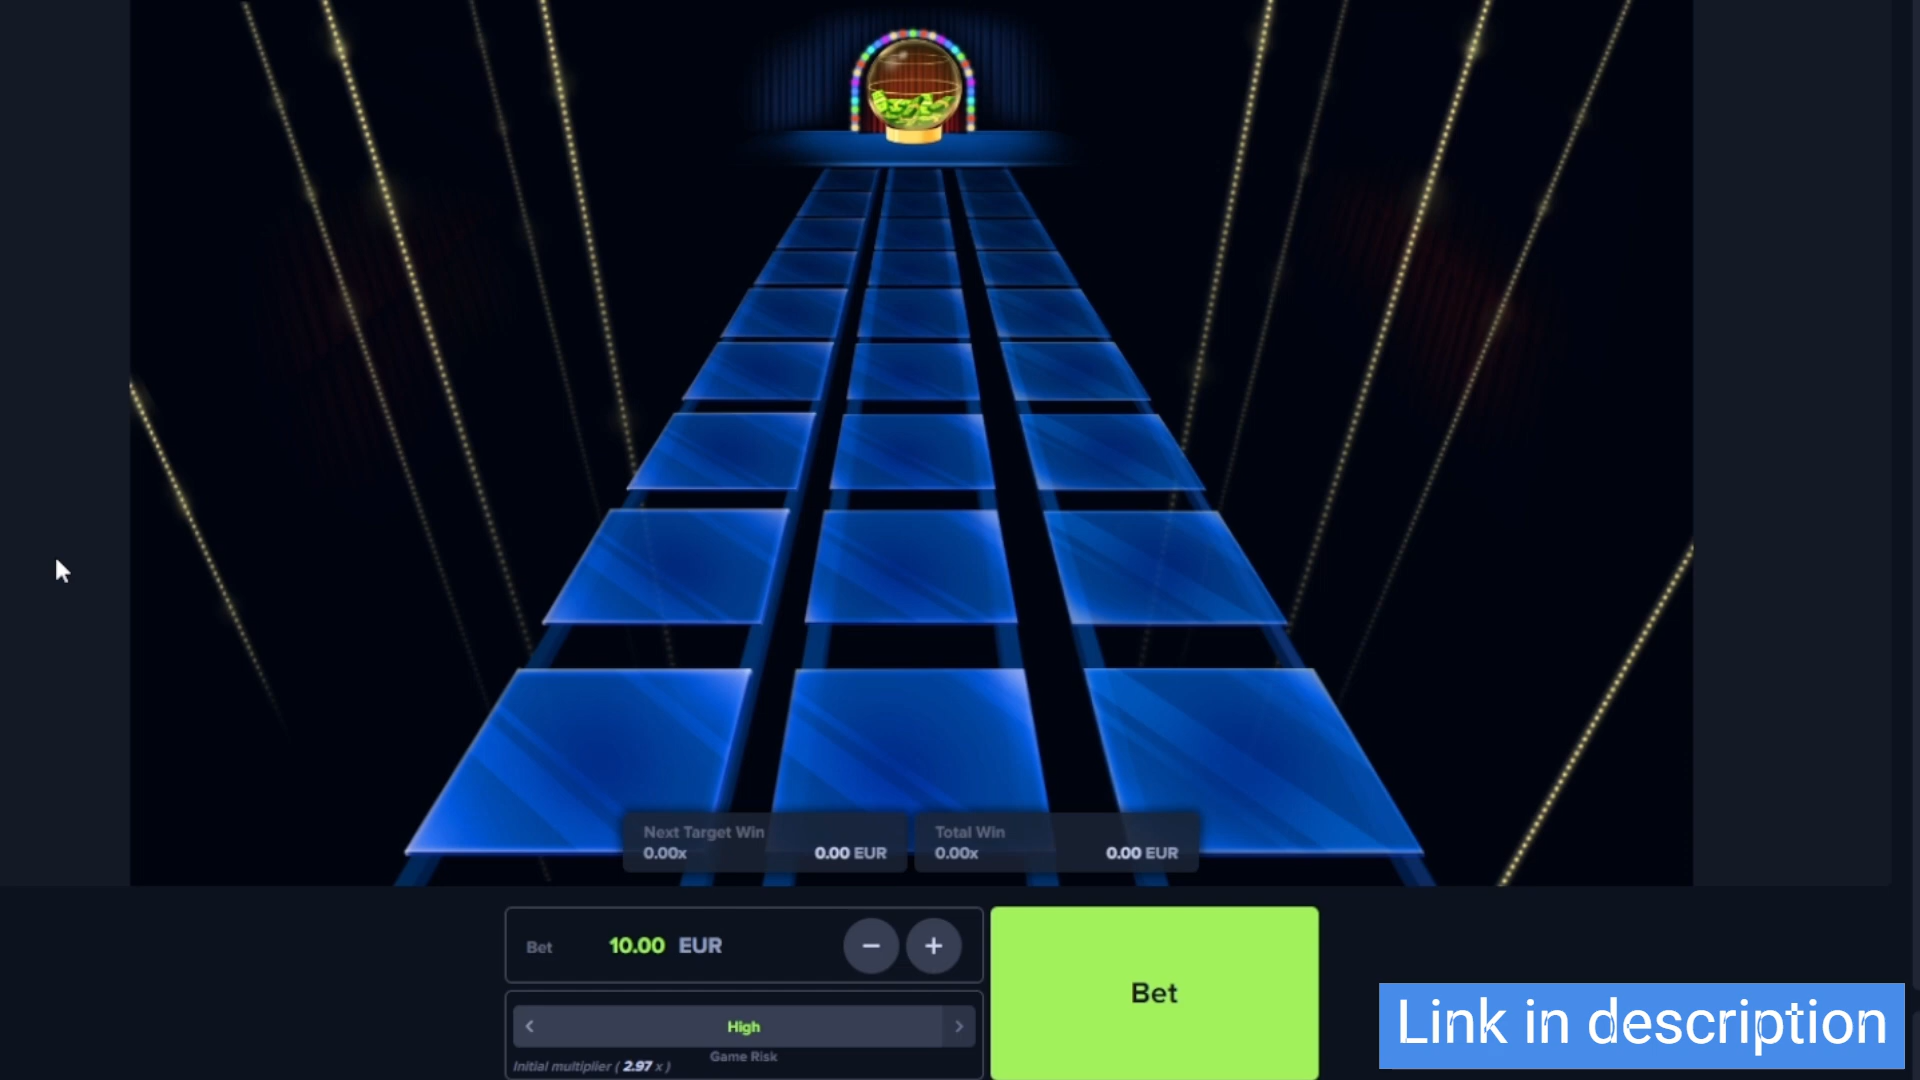 Next Target Win
0.00x 0.00 EUR
Total Win
0.00x 0.00 EUR
Bet 10.00 EUR − +
Bet
< High >
Game Risk
Initial multiplier ( 2.97 x )
Link in description